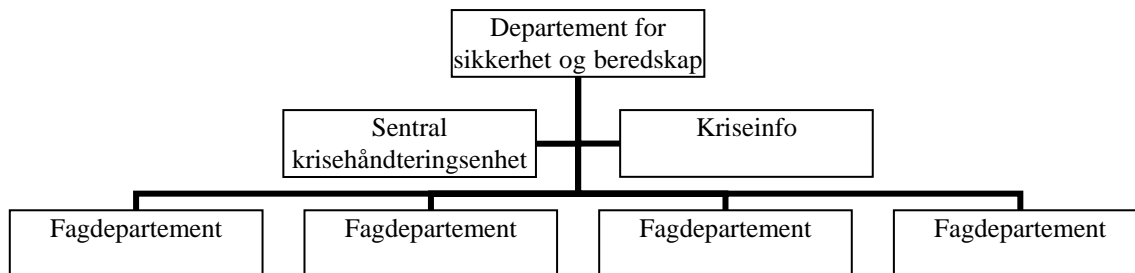 Departement for
sikkerhet og beredskap
Sentral
krisehåndteringsenhet
Kriseinfo
Fagdepartement
Fagdepartement
Fagdepartement
Fagdepartement